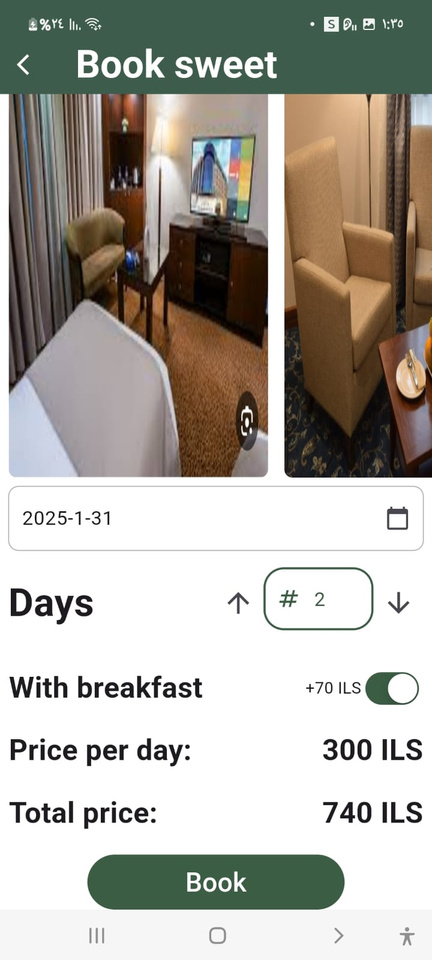 %٢٤
S
١:٣٥
Book sweet
2025-1-31
Days
# 2
With breakfast
+70 ILS
Price per day:
300 ILS
Total price:
740 ILS
Book